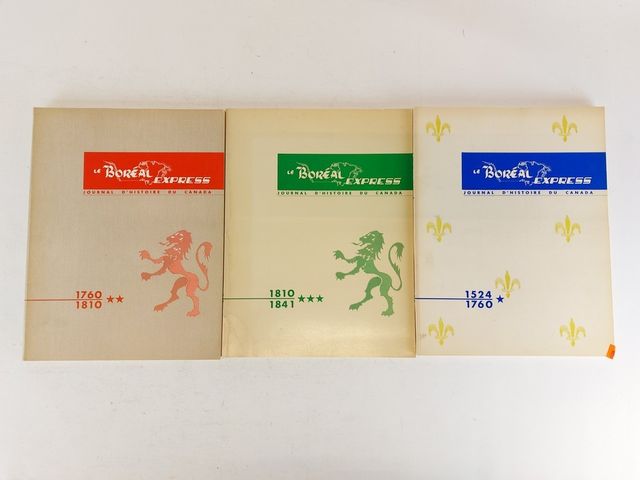 LE BORÉAL
EXPRESS
JOURNAL D'HISTOIRE DU CANADA
1760
1810 ★★
LE BORÉAL
EXPRESS
JOURNAL D'HISTOIRE DU CANADA
1810
1841 ★★★
LE BORÉAL
EXPRESS
JOURNAL D'HISTOIRE DU CANADA
1524
1760 ★